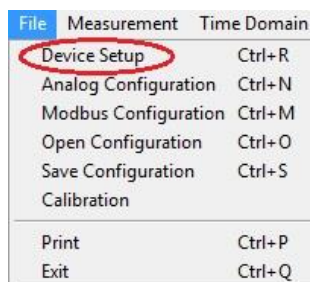 File Measurement Time Domain
Device Setup Ctrl+R
Analog Configuration Ctrl+N
Modbus Configuration Ctrl+M
Open Configuration Ctrl+O
Save Configuration Ctrl+S
Calibration
Print Ctrl+P
Exit Ctrl+Q